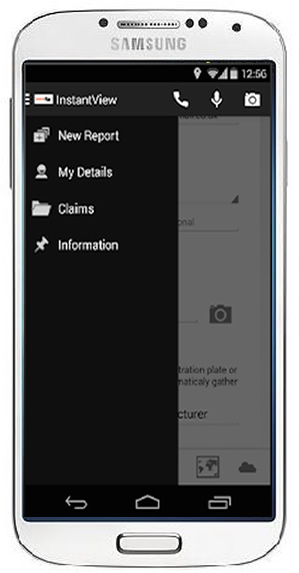 SAMSUNG
12:56
InstantView
New Report
My Details
onal
Claims
Information
tration plate or
maticaly gather
cturer